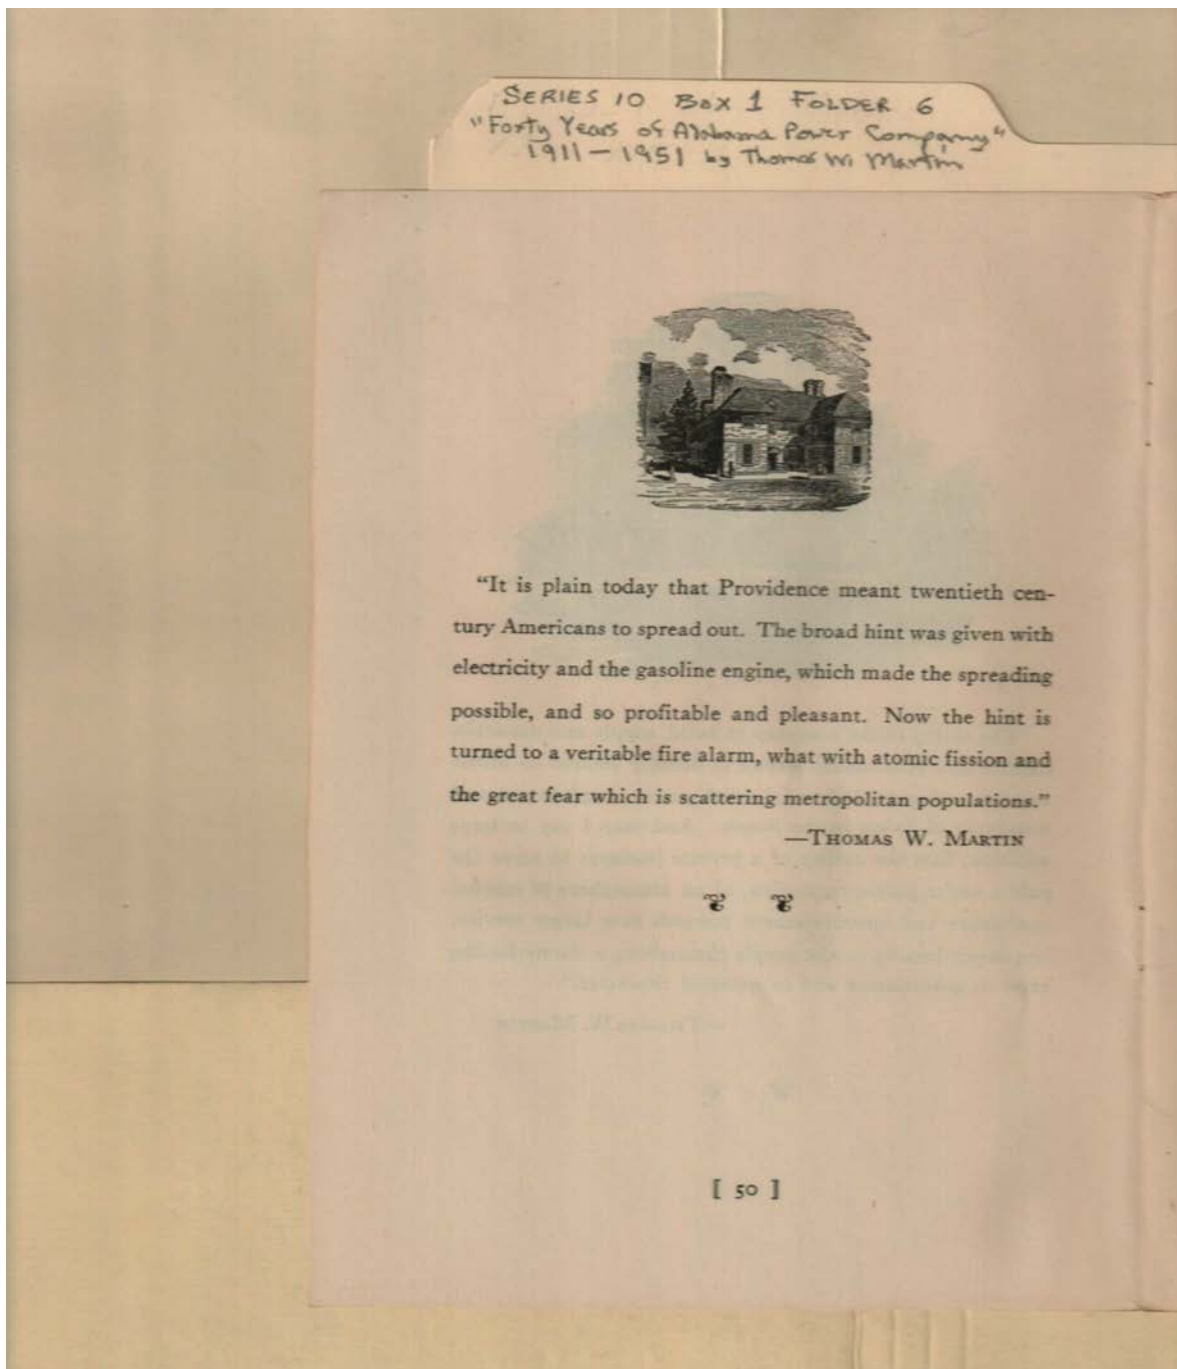 SERIES 10 BOX 1 FOLDER 6
"Forty Years of Alabama Power Company"
1911-1951 by Thomas W. Martin
“It is plain today that Providence meant twentieth cen-
tury Americans to spread out. The broad hint was given with
electricity and the gasoline engine, which made the spreading
possible, and so profitable and pleasant. Now the hint is
turned to a veritable fire alarm, what with atomic fission and
the great fear which is scattering metropolitan populations.”
—THOMAS W. MARTIN
[ 50 ]